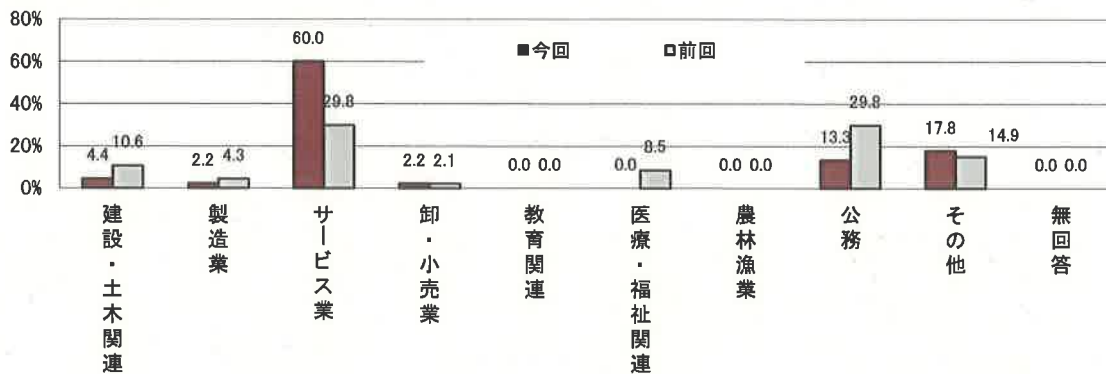 80%
60%
40%
20%
0%
■今回 □前回
4.4 10.6
2.2 4.3
60.0 29.8
2.2 2.1
0.0 0.0
0.0 8.5
0.0 0.0
13.3 29.8
17.8 14.9
0.0 0.0
建設・土木関連
製造業
サービス業
卸・小売業
教育関連
医療・福祉関連
農林漁業
公務
その他
無回答